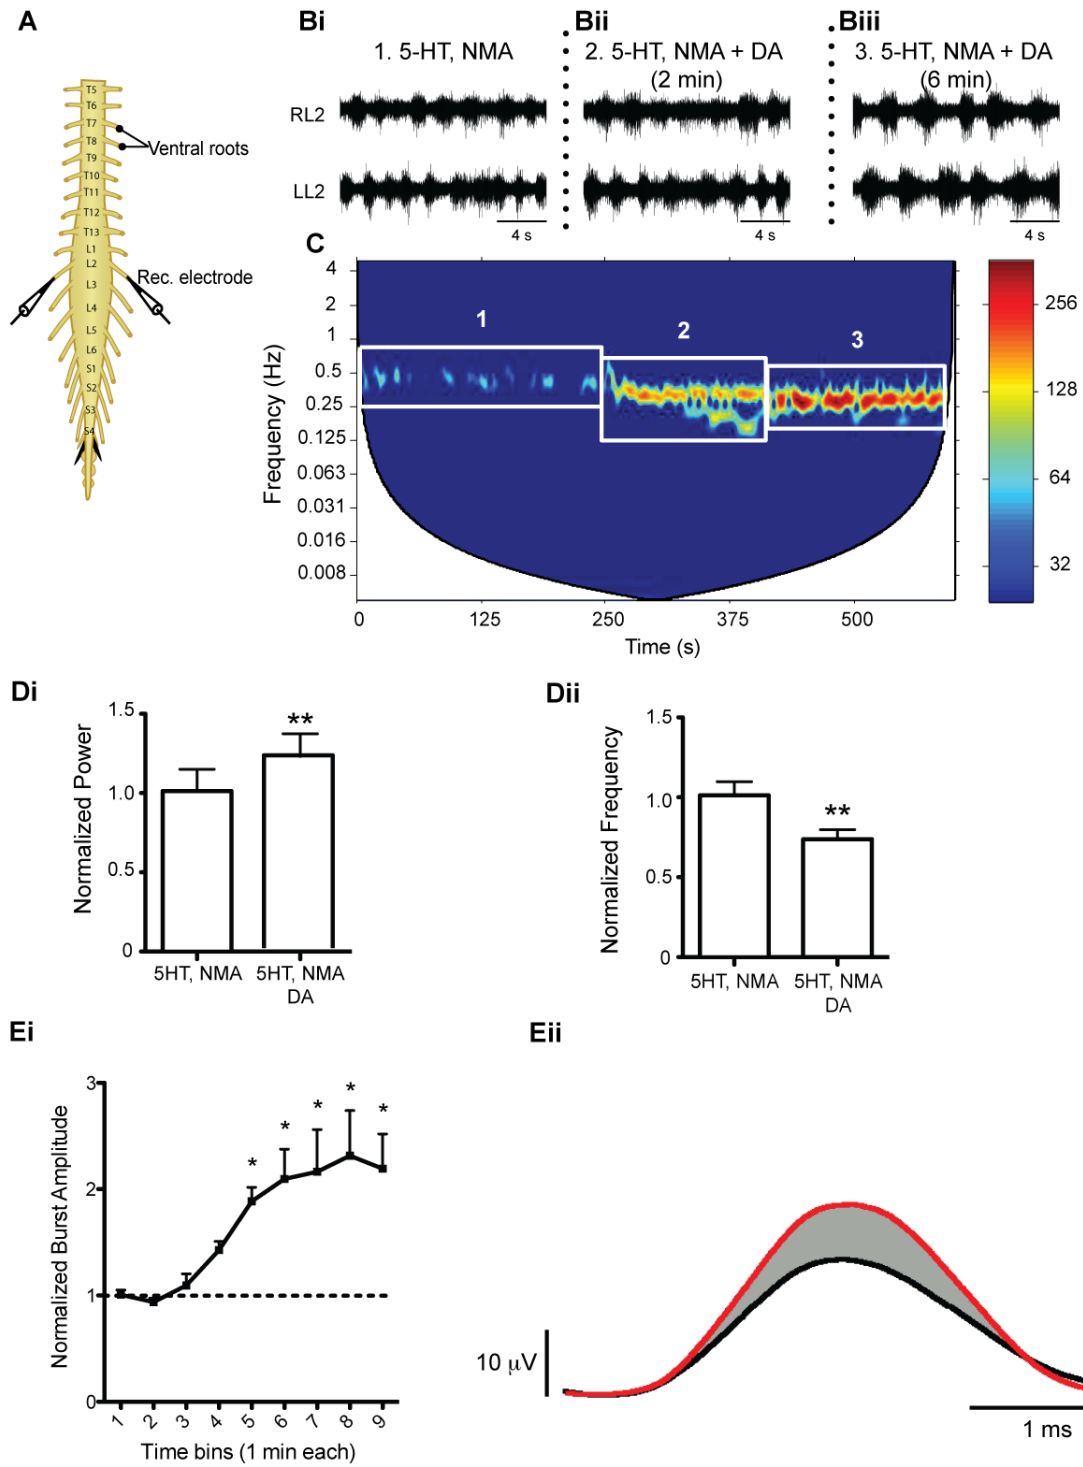 A
T5
T6
T7
T8
T9
T10
T11
T12
T13
L1
L2
L3
L4
L5
L6
S1
S2
S3
S4
Ventral roots
Rec. electrode
Bi
1. 5-HT, NMA
RL2
LL2
4 s
Bii
2. 5-HT, NMA + DA
(2 min)
4 s
Biii
3. 5-HT, NMA + DA
(6 min)
4 s
C
Frequency (Hz)
4
2
1
0.5
0.25
0.125
0.063
0.031
0.016
0.008
1
2
3
0
125
250
375
500
Time (s)
256
128
64
32
Di
Normalized Power
1.5
1.0
0.5
0
**
5HT, NMA
5HT, NMA
DA
Dii
Normalized Frequency
1.5
1.0
0.5
0
**
5HT, NMA
5HT, NMA
DA
Ei
Normalized Burst Amplitude
3
2
1
0
* * * * *
1 2 3 4 5 6 7 8 9
Time bins (1 min each)
Eii
10 µV
1 ms